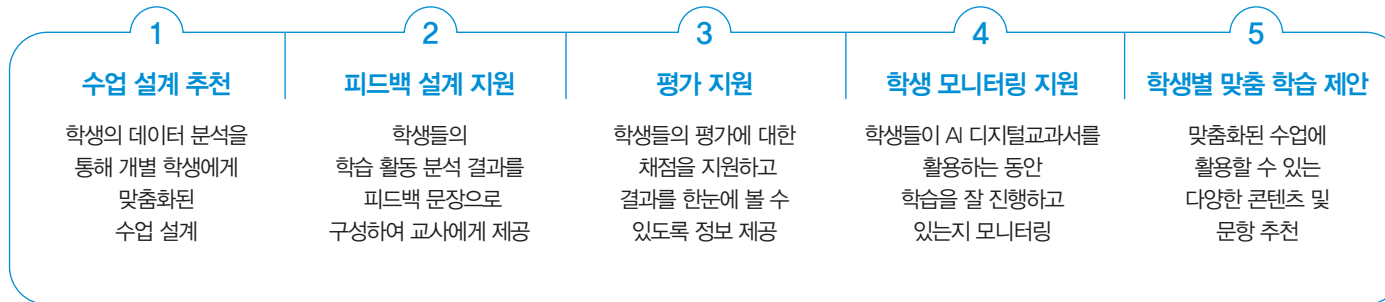 1
수업 설계 추천
학생의 데이터 분석을
통해 개별 학생에게
맞춤화된
수업 설계
2
피드백 설계 지원
학생들의
학습 활동 분석 결과를
피드백 문장으로
구성하여 교사에게 제공
3
평가 지원
학생들의 평가에 대한
채점을 지원하고
결과를 한눈에 볼 수
있도록 정보 제공
4
학생 모니터링 지원
학생들이 AI 디지털교과서를
활용하는 동안
학습을 잘 진행하고
있는지 모니터링
5
학생별 맞춤 학습 제안
맞춤화된 수업에
활용할 수 있는
다양한 콘텐츠 및
문항 추천